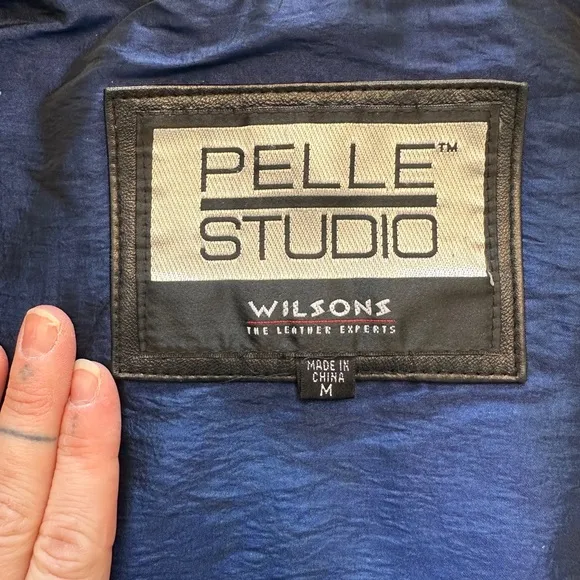 PELLE™
STUDIO
WILSONS
THE LEATHER EXPERTS
MADE IN
CHINA
M